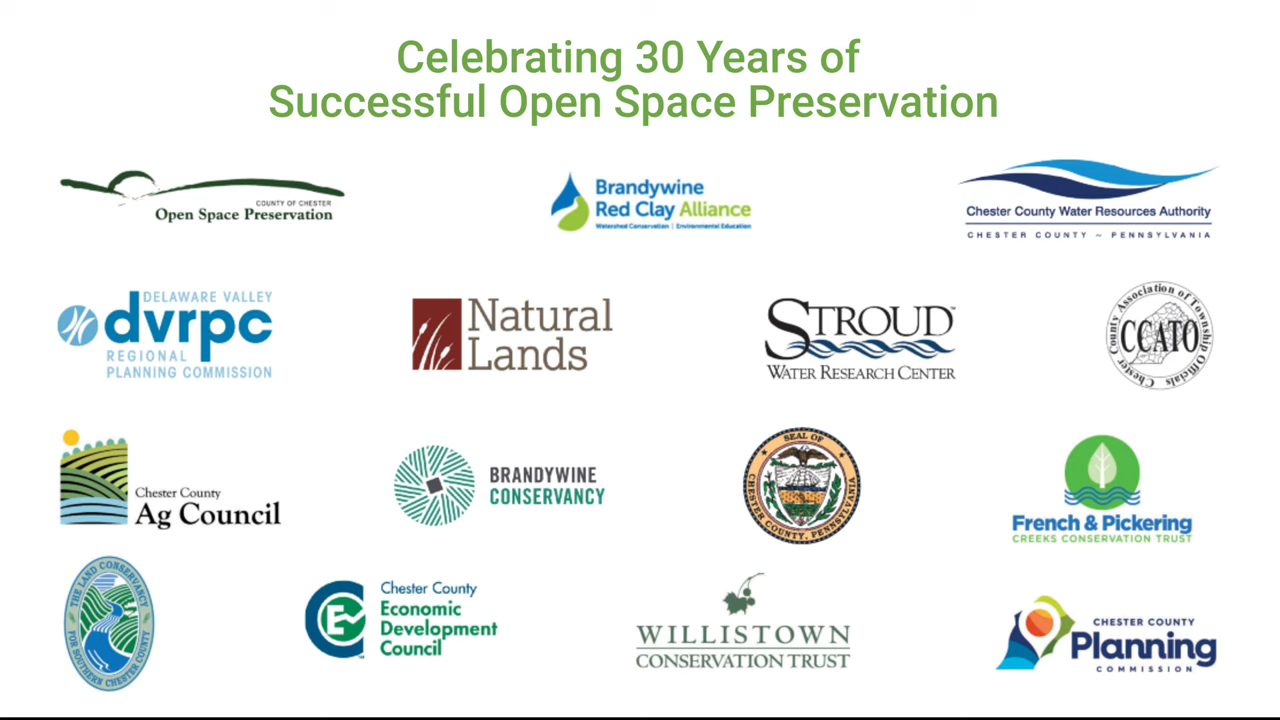 Celebrating 30 Years of
Successful Open Space Preservation
COUNTY OF CHESTER
Open Space Preservation
Brandywine
Red Clay Alliance
Watershed Conservation | Environmental Education
Chester County Water Resources Authority
CHESTER COUNTY ~ PENNSYLVANIA
DELAWARE VALLEY
dvrpc
REGIONAL
PLANNING COMMISSION
Natural
Lands
STROUD™
WATER RESEARCH CENTER
Chester County Association of Township Officials
CCATO
Chester County
Ag Council
BRANDYWINE
CONSERVANCY
SEAL OF
CHESTER COUNTY, PENNSYLVANIA
French & Pickering
CREEKS CONSERVATION TRUST
THE LAND CONSERVANCY
FOR SOUTHERN CHESTER COUNTY
Chester County
Economic
Development
Council
WILLISTOWN
CONSERVATION TRUST
CHESTER COUNTY
Planning
COMMISSION